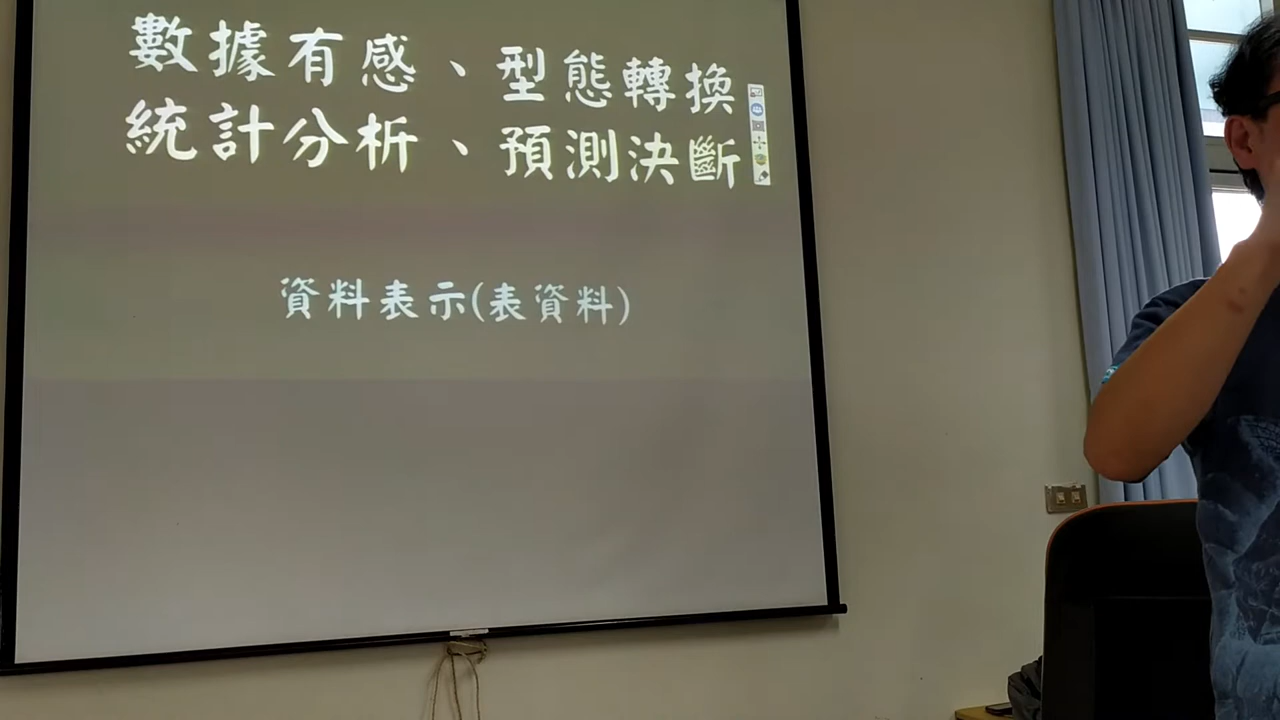 數據有感、型態轉換
統計分析、預測決斷
資料表示(表資料)